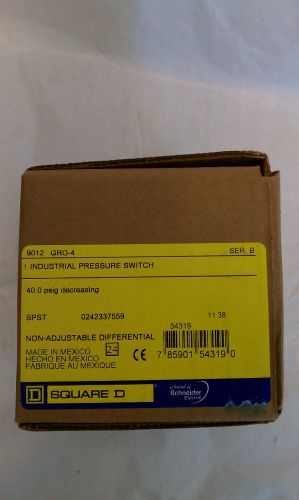 9012 GRO-4 SER. B
1 INDUSTRIAL PRESSURE SWITCH
40.0 psig decreasing
SPST 0242337559 11 38
54319
NON-ADJUSTABLE DIFFERENTIAL
MADE IN MEXICO 24
HECHO EN MEXICO
FABRIQUE AU MEXIQUE
CE
7 85901 54319 0
D SQUARE D
a brand of
Schneider
Electric